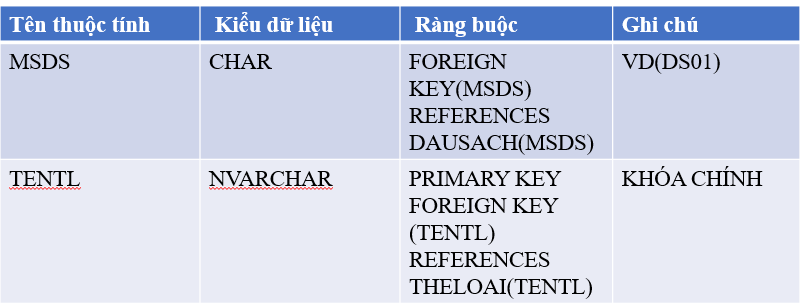 Tên thuộc tính Kiểu dữ liệu Ràng buộc Ghi chú
MSDS CHAR FOREIGN VD(DS01)
KEY(MSDS)
REFERENCES
DAUSACH(MSDS)
TENTL NVARCHAR PRIMARY KEY KHÓA CHÍNH
FOREIGN KEY
(TENTL)
REFERENCES
THELOAI(TENTL)